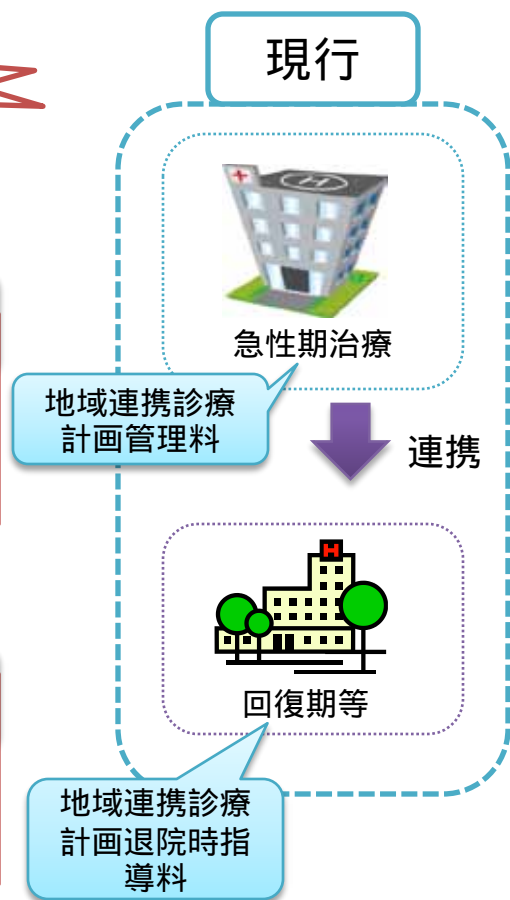 現行
急性期治療
地域連携診療
計画管理料
連携
H
回復期等
地域連携診療
計画退院時指
導料